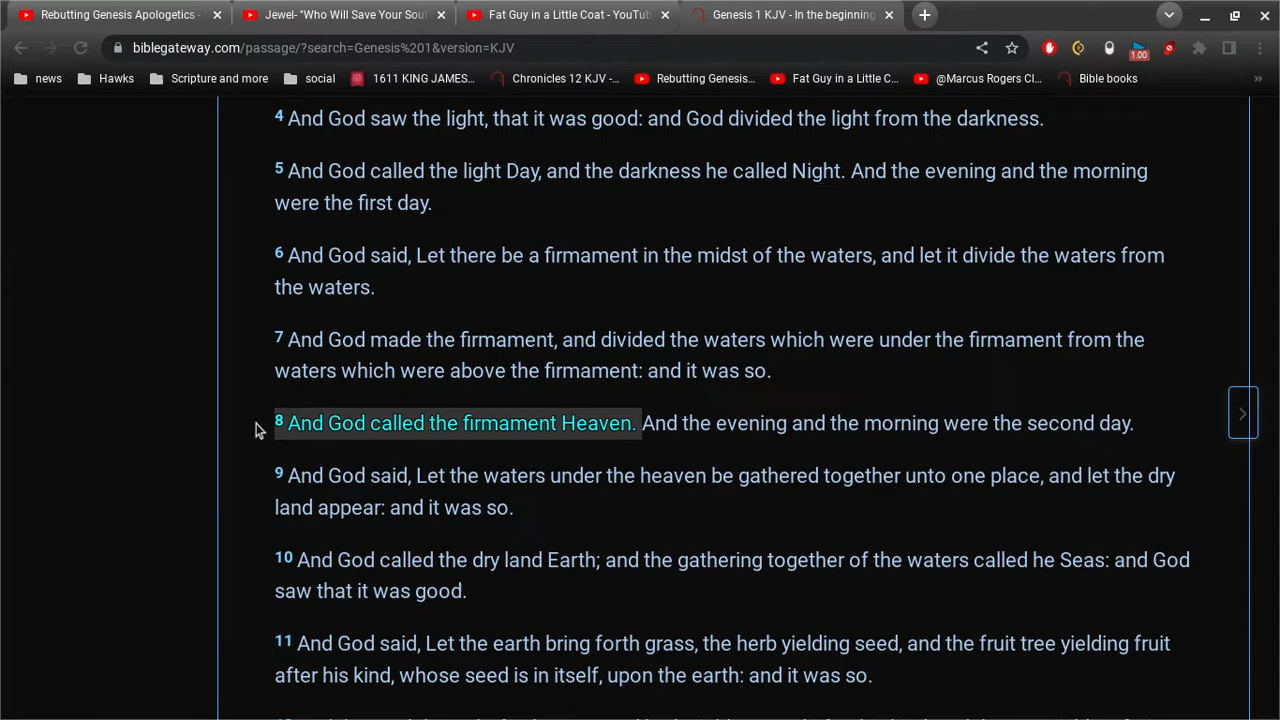 Rebutting Genesis Apologetics - Jewel- "Who Will Save Your Sou Fat Guy in a Little Coat - YouTub Genesis 1 KJV - In the beginning
biblegateway.com/passage/?search=Genesis%201&version=KJV
1.00
news Hawks Scripture and more social 1611 KING JAMES... Chronicles 12 KJV -... Rebutting Genesis... Fat Guy in a Little C... @Marcus Rogers Cl... Bible books »
4 And God saw the light, that it was good: and God divided the light from the darkness.
5 And God called the light Day, and the darkness he called Night. And the evening and the morning
were the first day.
6 And God said, Let there be a firmament in the midst of the waters, and let it divide the waters from
the waters.
7 And God made the firmament, and divided the waters which were under the firmament from the
waters which were above the firmament: and it was so.
8 And God called the firmament Heaven. And the evening and the morning were the second day.
9 And God said, Let the waters under the heaven be gathered together unto one place, and let the dry
land appear: and it was so.
10 And God called the dry land Earth; and the gathering together of the waters called he Seas: and God
saw that it was good.
11 And God said, Let the earth bring forth grass, the herb yielding seed, and the fruit tree yielding fruit
after his kind, whose seed is in itself, upon the earth: and it was so.